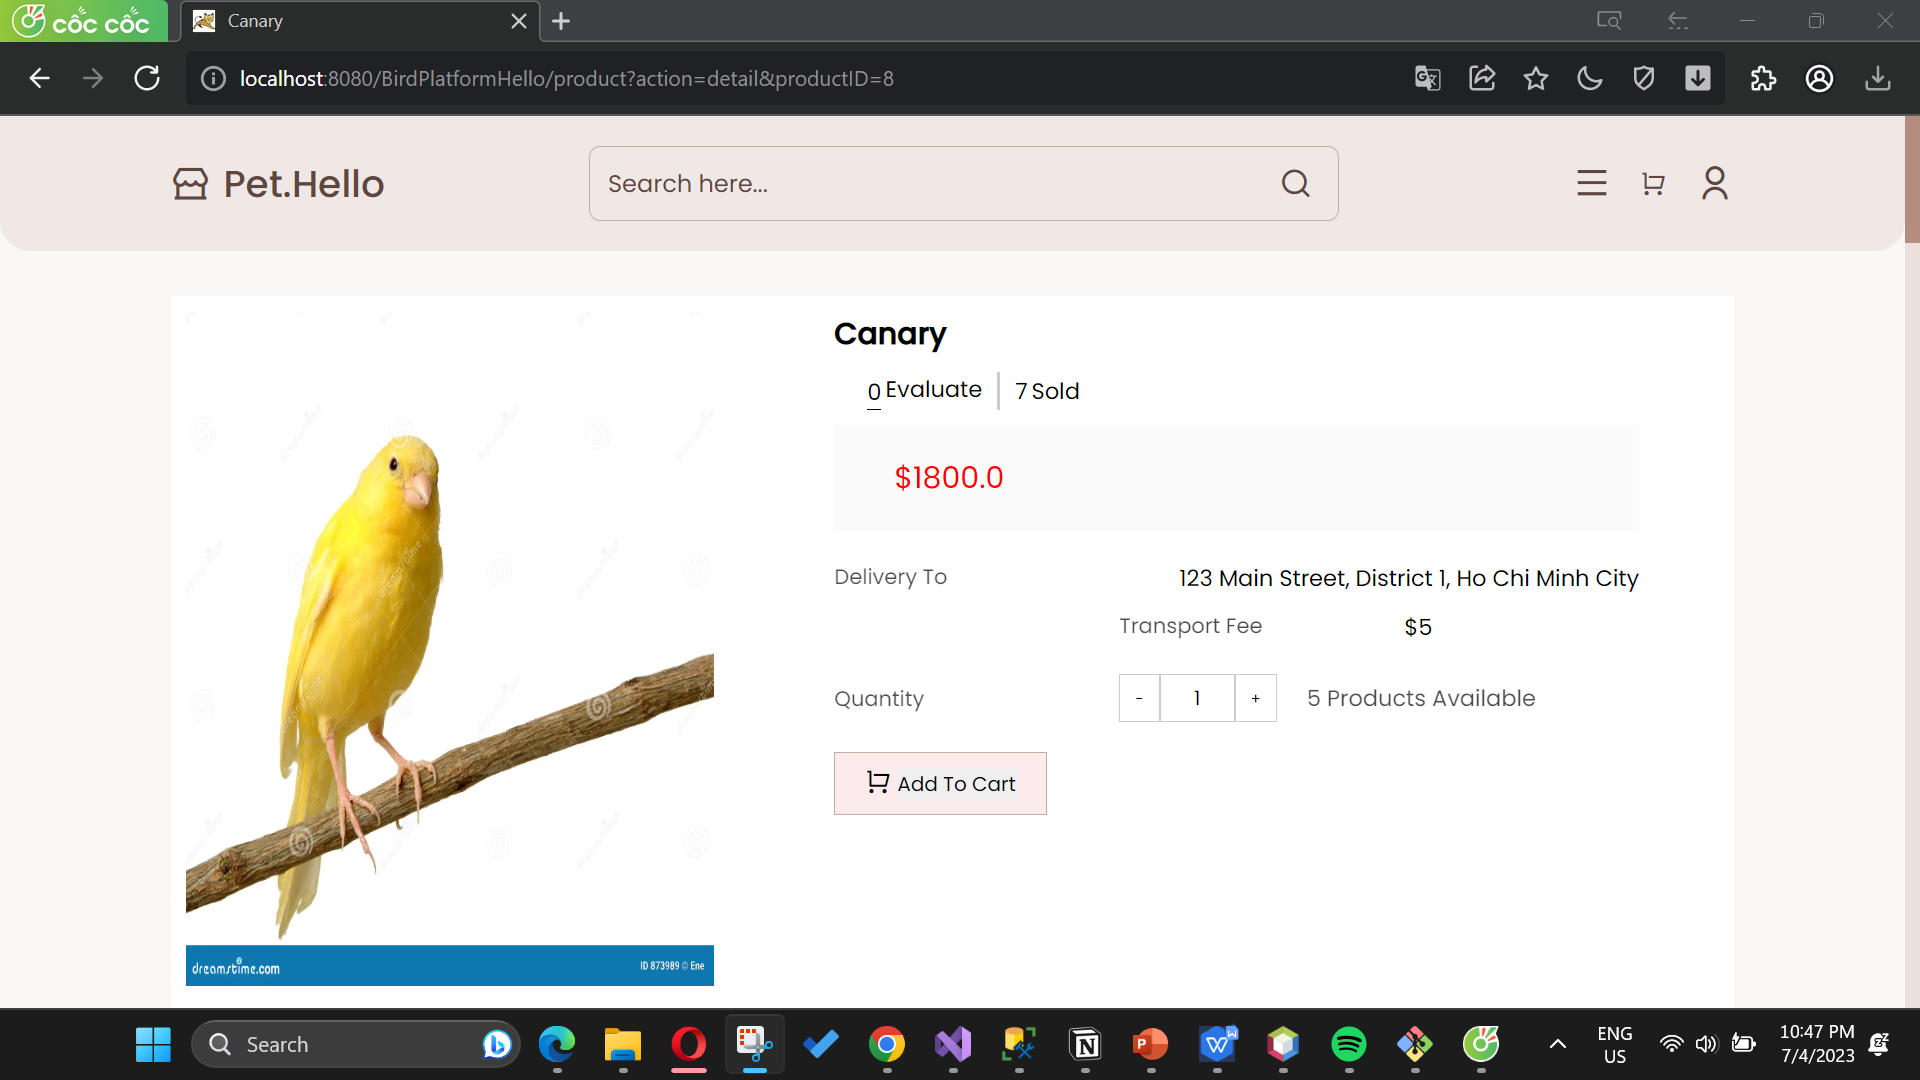 cốc cốc
Canary
localhost:8080/BirdPlatformHello/product?action=detail&productID=8
Pet.Hello
Search here...
Canary
0 Evaluate
7 Sold
$1800.0
Delivery To
123 Main Street, District 1, Ho Chi Minh City
Transport Fee
$5
Quantity
- 1 +
5 Products Available
Add To Cart
dreamstime.com
ID 873989 © Ene
Search
ENG
US
10:47 PM
7/4/2023